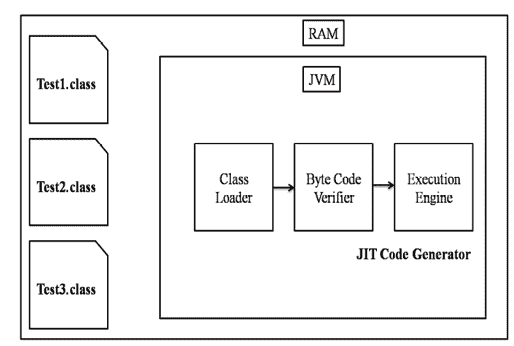 RAM
Test1.class
JVM
Test2.class
Class
Loader
Byte Code
Verifier
Execution
Engine
JIT Code Generator
Test3.class